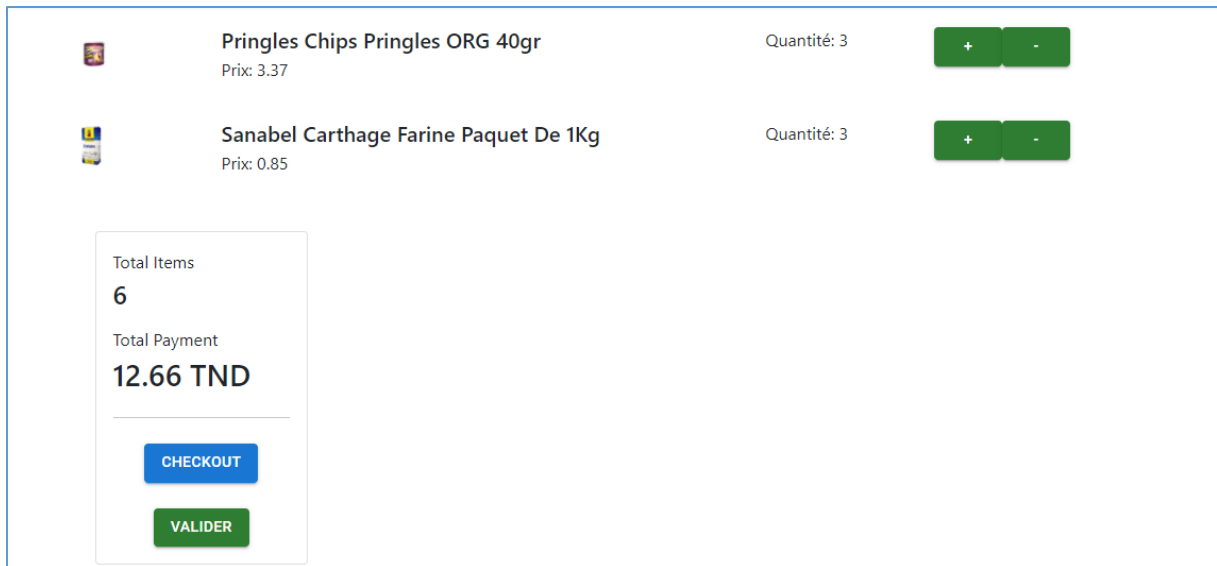 Pringles Chips Pringles ORG 40gr
Quantité: 3
+
-
Prix: 3.37
Sanabel Carthage Farine Paquet De 1Kg
Quantité: 3
+
-
Prix: 0.85
Total Items
6
Total Payment
12.66 TND
CHECKOUT
VALIDER